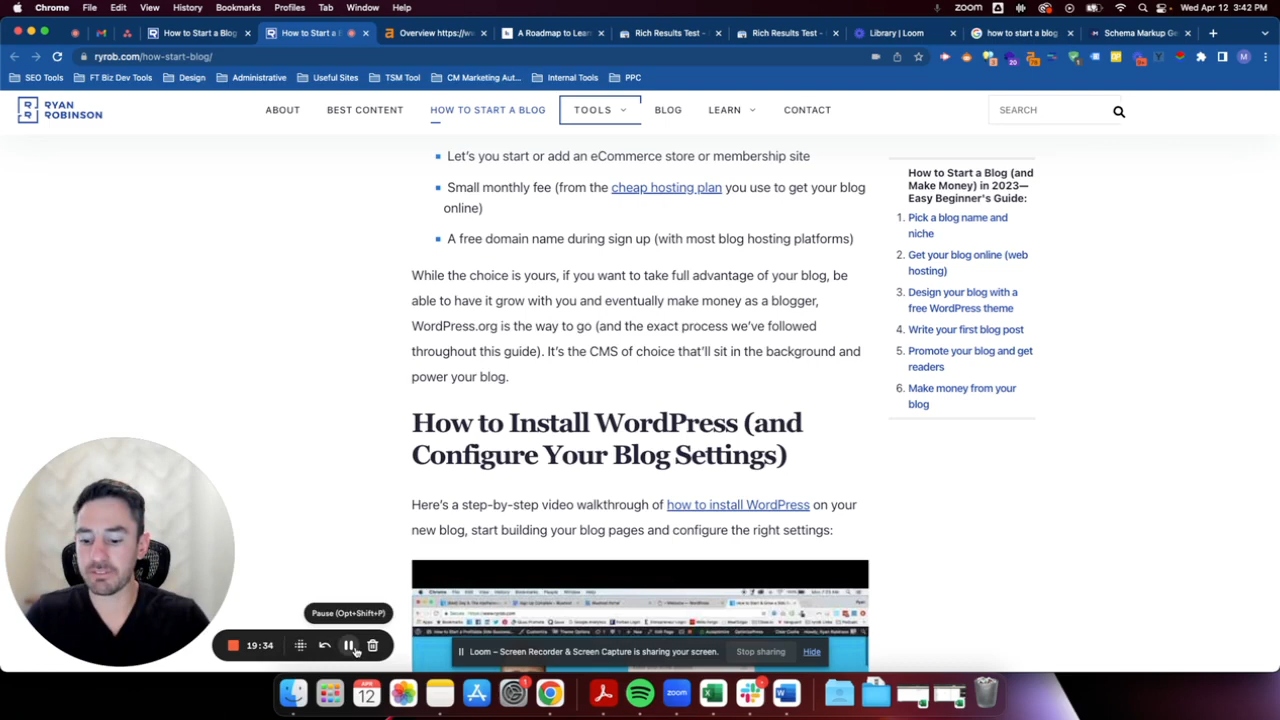 Chrome File Edit View History Bookmarks Profiles Tab Window Help
zoom Wed Apr 12 3:42 PM
How to Start a Blog
How to Start a
Overview https://w
A Roadmap to Lear
Rich Results Test -
Rich Results Test -
Library | Loom
how to start a blog
Schema Markup Ge
ryrob.com/how-start-blog/
SEO Tools FT Biz Dev Tools Design Administrative Useful Sites TSM Tool CM Marketing Aut... Internal Tools PPC
RYAN
ROBINSON
ABOUT BEST CONTENT HOW TO START A BLOG TOOLS BLOG LEARN CONTACT SEARCH
Let's you start or add an eCommerce store or membership site
Small monthly fee (from the cheap hosting plan you use to get your blog
online)
A free domain name during sign up (with most blog hosting platforms)
While the choice is yours, if you want to take full advantage of your blog, be
able to have it grow with you and eventually make money as a blogger,
WordPress.org is the way to go (and the exact process we've followed
throughout this guide). It's the CMS of choice that'll sit in the background and
power your blog.
How to Install WordPress (and
Configure Your Blog Settings)
Here's a step-by-step video walkthrough of how to install WordPress on your
new blog, start building your blog pages and configure the right settings:
How to Start a Blog (and
Make Money) in 2023—
Easy Beginner's Guide:
1. Pick a blog name and
niche
2. Get your blog online (web
hosting)
3. Design your blog with a
free WordPress theme
4. Write your first blog post
5. Promote your blog and get
readers
6. Make money from your
blog
Pause (Opt+Shift+P)
19:34
Loom – Screen Recorder & Screen Capture is sharing your screen. Stop sharing Hide
APR
12
1
zoom